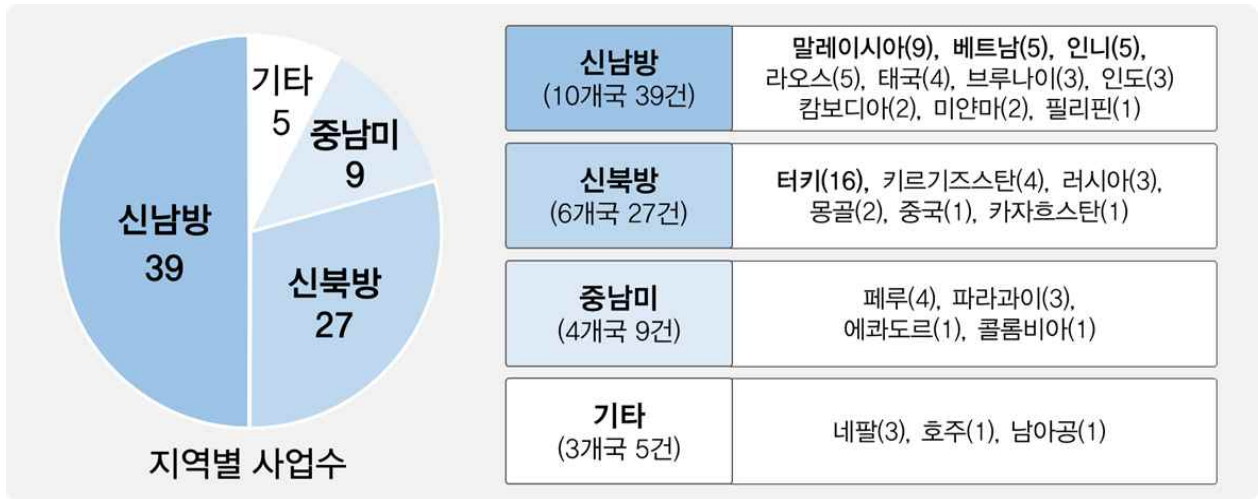 기타
5
중남미
9
신남방
39
신북방
27
지역별 사업수
신남방
(10개국 39건)
말레이시아(9), 베트남(5), 인니(5),
라오스(5), 태국(4), 브루나이(3), 인도(3)
캄보디아(2), 미얀마(2), 필리핀(1)
신북방
(6개국 27건)
터키(16), 키르기즈스탄(4), 러시아(3),
몽골(2), 중국(1), 카자흐스탄(1)
중남미
(4개국 9건)
페루(4), 파라과이(3),
에콰도르(1), 콜롬비아(1)
기타
(3개국 5건)
네팔(3), 호주(1), 남아공(1)